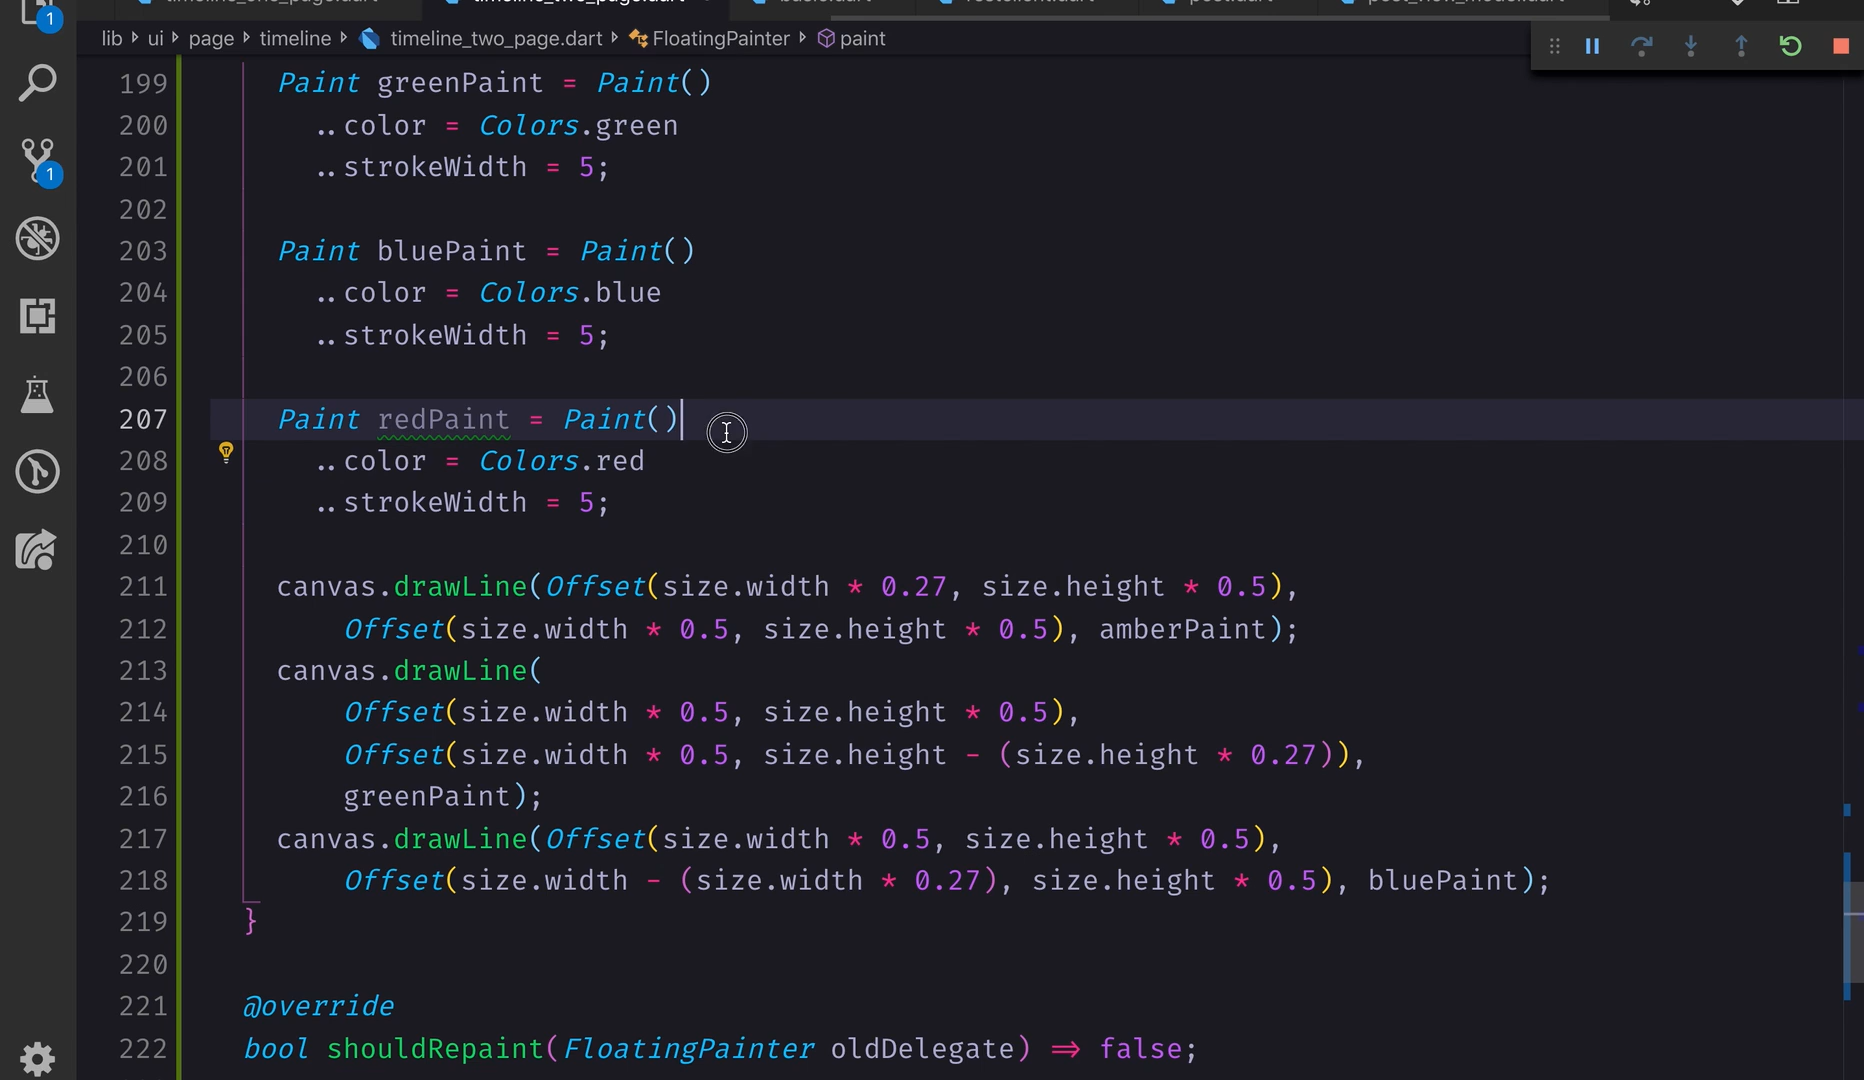 lib ui page timeline timeline_two_page.dart FloatingPainter paint
1
1
199 Paint greenPaint = Paint()
200 ..color = Colors.green
201 ..strokeWidth = 5;
202
203 Paint bluePaint = Paint()
204 ..color = Colors.blue
205 ..strokeWidth = 5;
206
207 Paint redPaint = Paint()
208 ..color = Colors.red
209 ..strokeWidth = 5;
210
211 canvas.drawLine(Offset(size.width * 0.27, size.height * 0.5),
212 Offset(size.width * 0.5, size.height * 0.5), amberPaint);
213 canvas.drawLine(
214 Offset(size.width * 0.5, size.height * 0.5),
215 Offset(size.width * 0.5, size.height - (size.height * 0.27)),
216 greenPaint);
217 canvas.drawLine(Offset(size.width * 0.5, size.height * 0.5),
218 Offset(size.width - (size.width * 0.27), size.height * 0.5), bluePaint);
219 }
220
221 @override
222 bool shouldRepaint(FloatingPainter oldDelegate) => false;